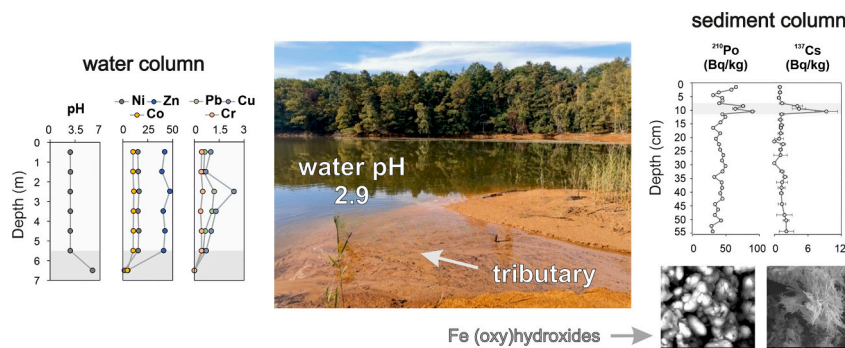 water column
pH
Ni Zn
Co
Pb Cu
Cr
0 3.5 7
0 25 50
0 1.5 3
Depth (m)
0
1
2
3
4
5
6
7
water pH
2.9
tributary
sediment column
²¹⁰Po
(Bq/kg)
¹³⁷Cs
(Bq/kg)
0 50 100
0 6 12
Depth (cm)
0
5
10
15
20
25
30
35
40
45
50
55
Fe (oxy)hydroxides